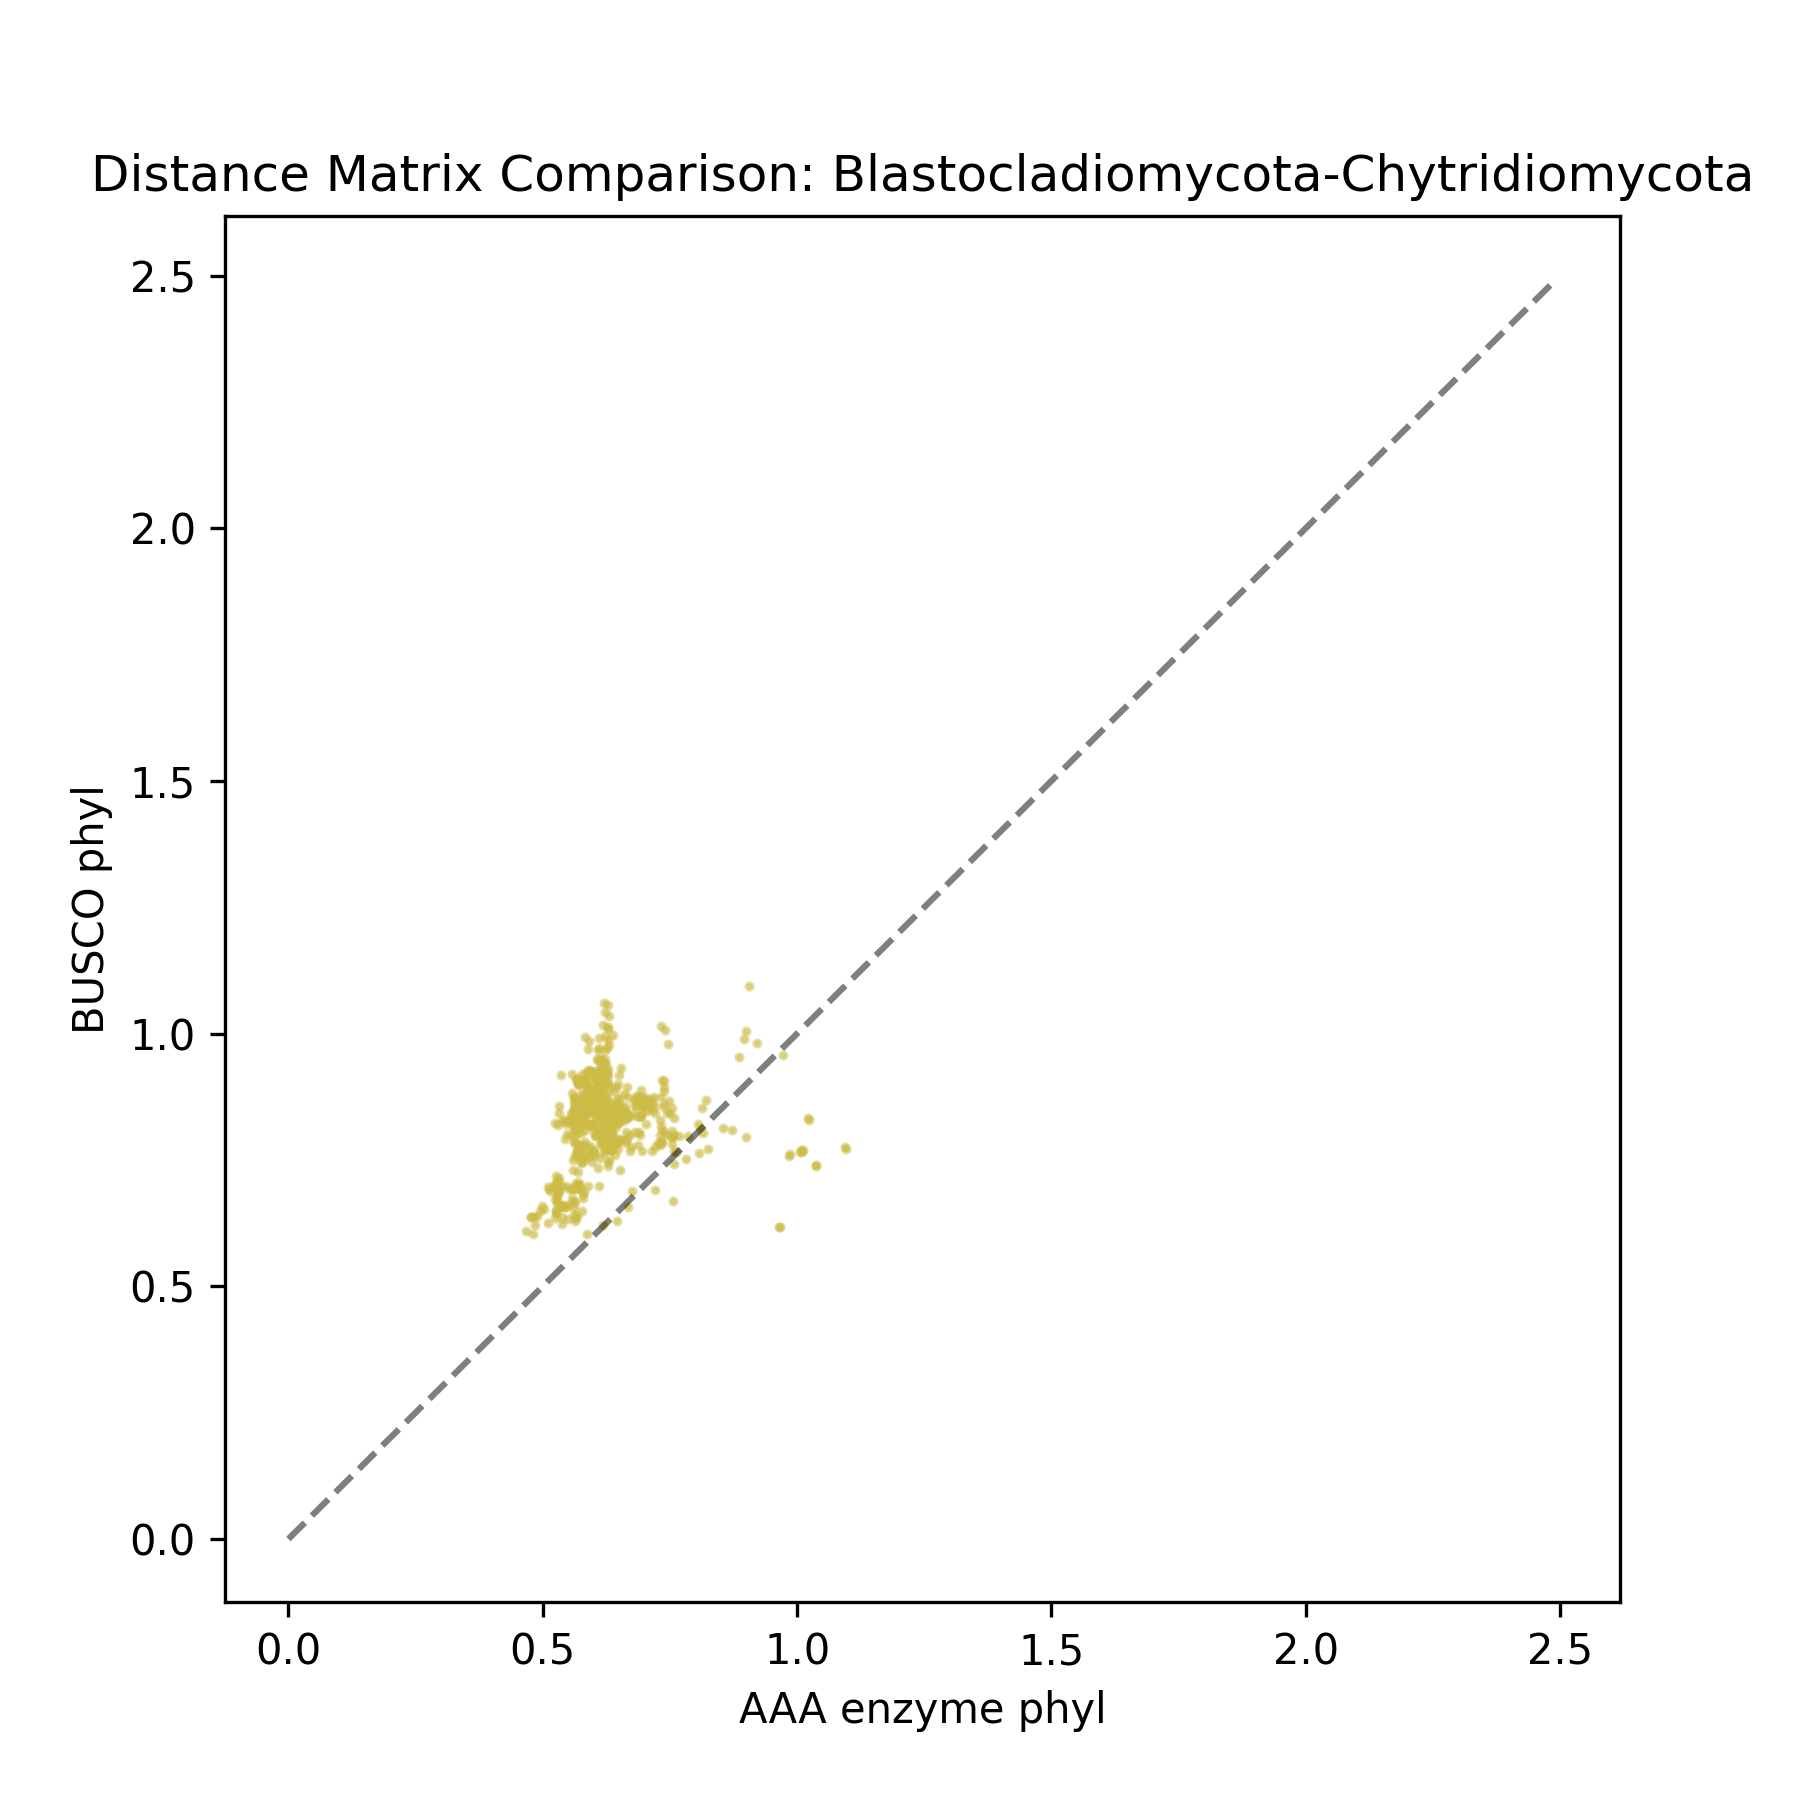 Distance Matrix Comparison: Blastocladiomycota-Chytridiomycota
2.5
2.0
1.5
1.0
0.5
0.0
BUSCO phyl
0.0 0.5 1.0 1.5 2.0 2.5
AAA enzyme phyl